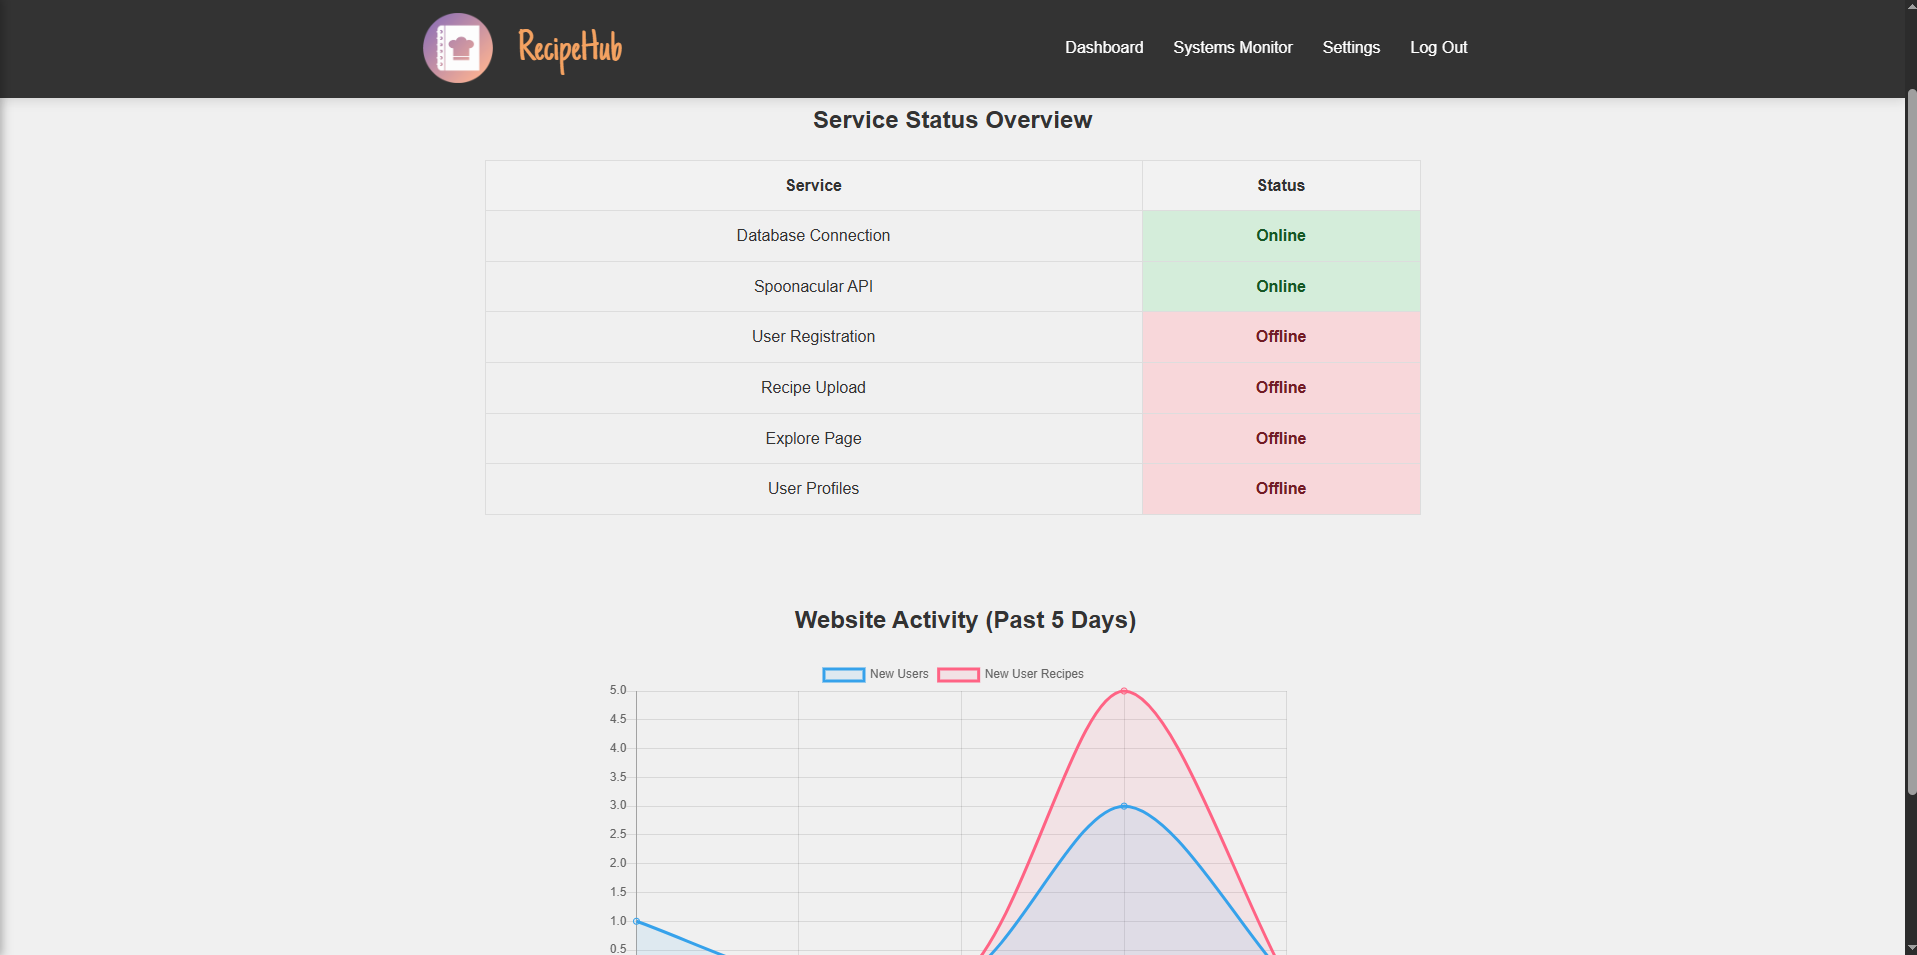 RecipeHub
Dashboard Systems Monitor Settings Log Out
Service Status Overview
Service Status
Database Connection Online
Spoonacular API Online
User Registration Offline
Recipe Upload Offline
Explore Page Offline
User Profiles Offline
Website Activity (Past 5 Days)
New Users New User Recipes
5.0
4.5
4.0
3.5
3.0
2.5
2.0
1.5
1.0
0.5